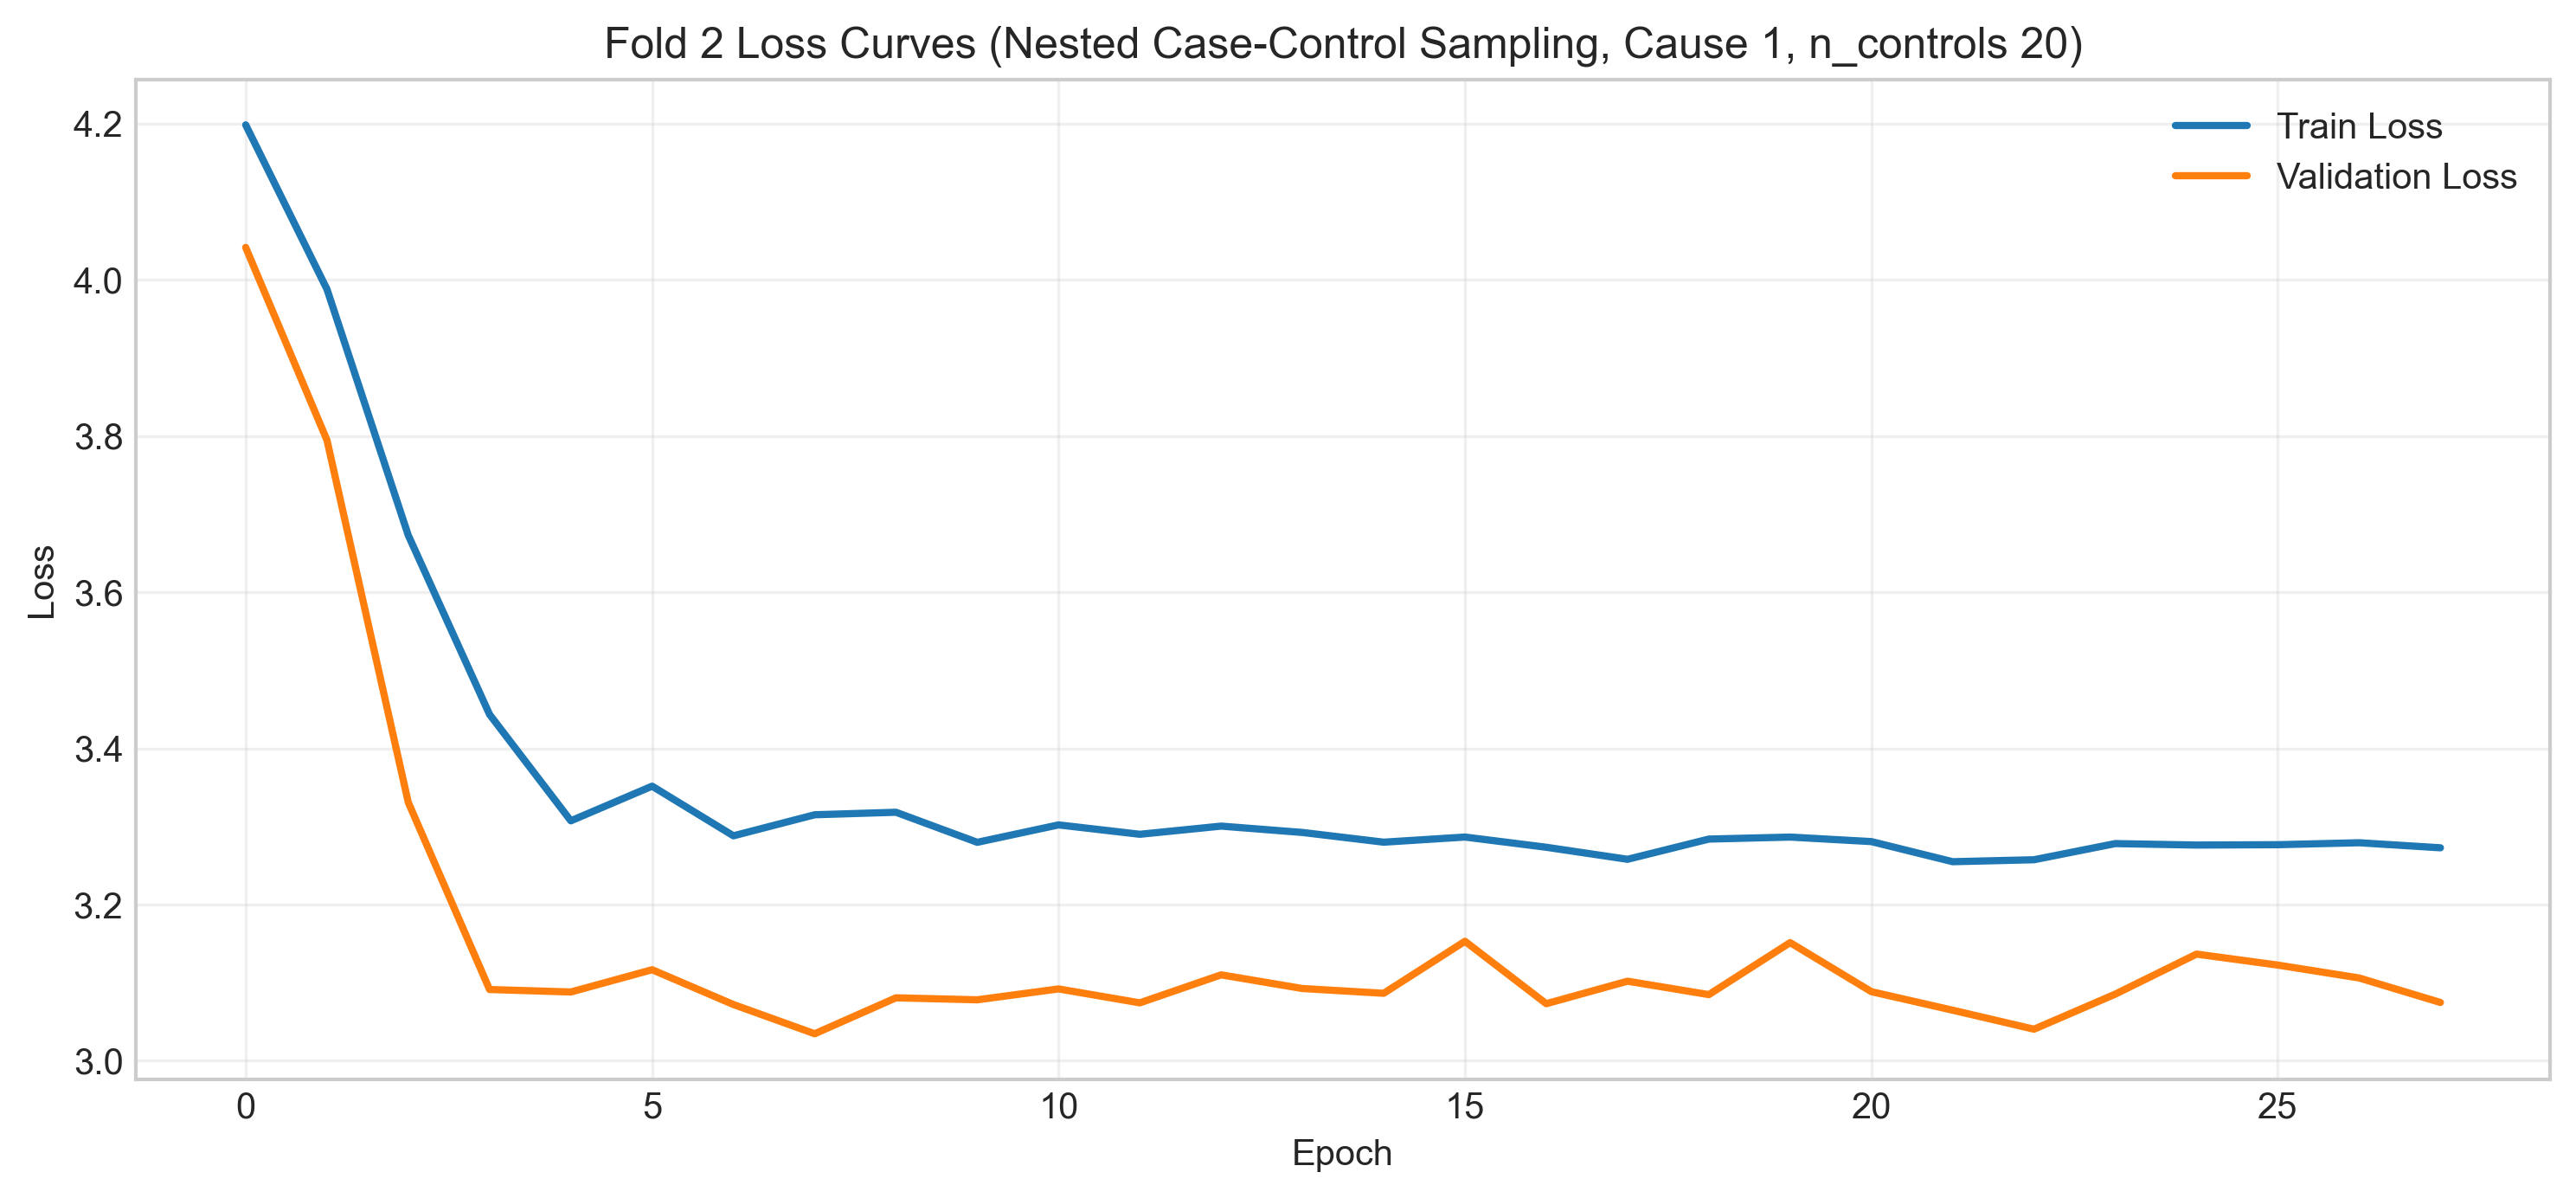 Fold 2 Loss Curves (Nested Case-Control Sampling, Cause 1, n_controls 20)
Train Loss
Validation Loss
4.2
4.0
3.8
3.6
3.4
3.2
3.0
Loss
0 5 10 15 20 25
Epoch